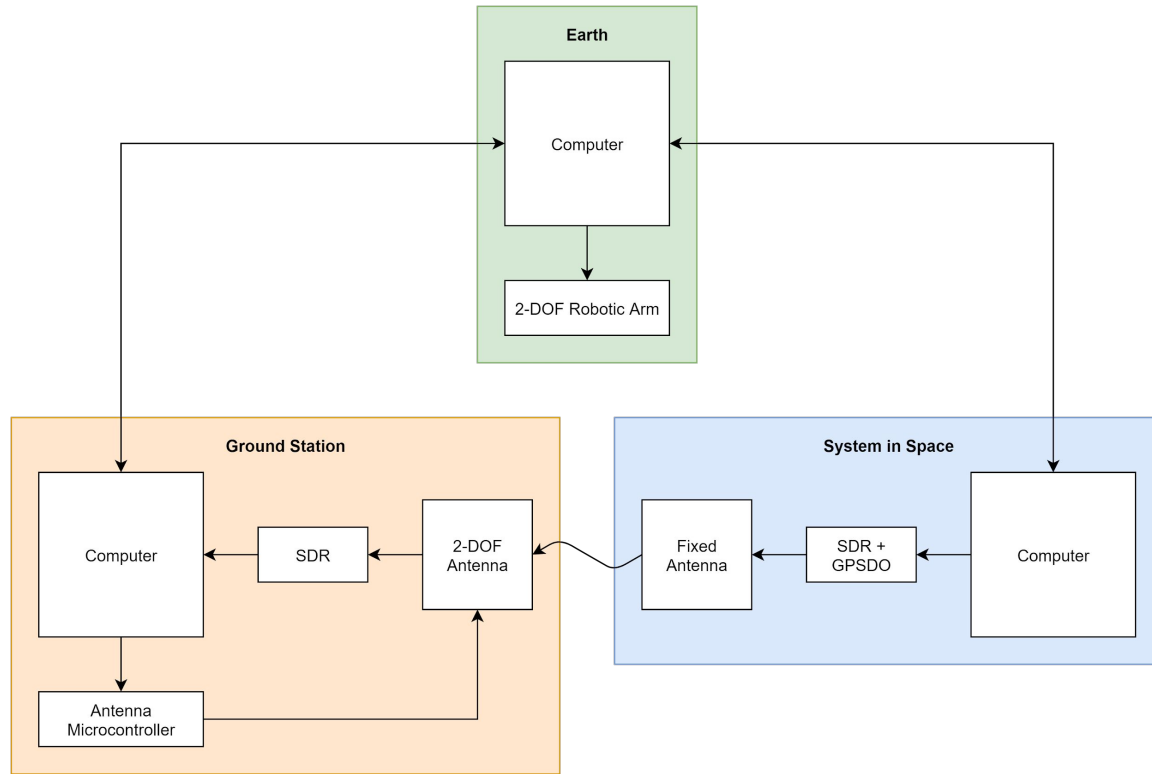 Earth
Computer
2-DOF Robotic Arm
Ground Station
Computer
SDR
2-DOF
Antenna
Antenna
Microcontroller
System in Space
Fixed
Antenna
SDR +
GPSDO
Computer